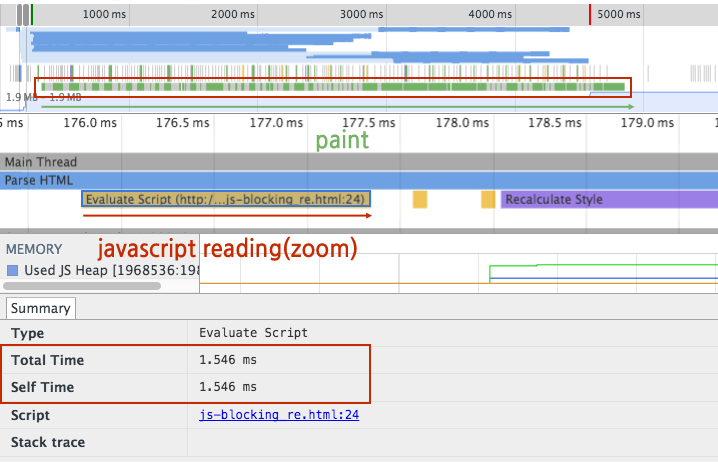 1000 ms 2000 ms 3000 ms 4000 ms 5000 ms
1.9 MB – 1.9 MB
5 ms 176.0 ms 176.5 ms 177.0 ms 177.5 ms 178.0 ms 178.5 ms 179.0 ms 1
paint
Main Thread
Parse HTML
Evaluate Script (http:/...js-blocking_re.html:24) Recalculate Style
MEMORY
javascript reading(zoom)
Used JS Heap [1968536:198
Summary
Type Evaluate Script
Total Time 1.546 ms
Self Time 1.546 ms
Script js-blocking_re.html:24
Stack trace